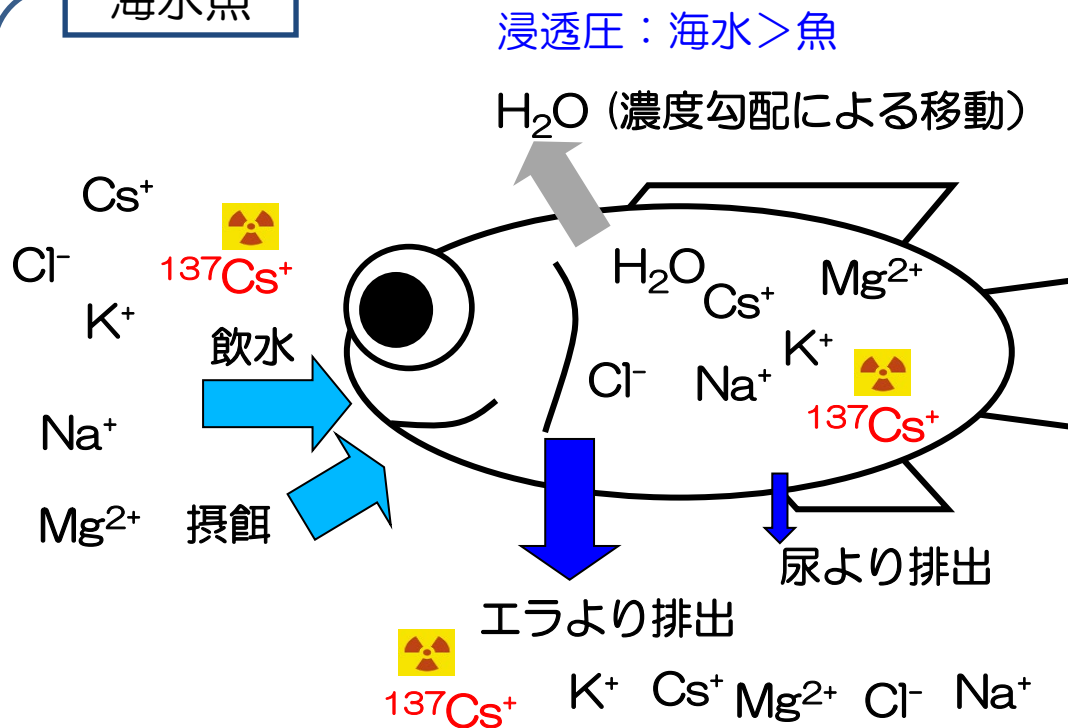 海水魚
浸透圧：海水＞魚
H₂O（濃度勾配による移動）
Cs⁺
Cl⁻
¹³⁷Cs⁺
K⁺
飲水
Na⁺
Mg²⁺
摂餌
H₂O
Cs⁺
Mg²⁺
K⁺
Cl⁻
Na⁺
¹³⁷Cs⁺
尿より排出
エラより排出
¹³⁷Cs⁺
K⁺ Cs⁺ Mg²⁺ Cl⁻ Na⁺